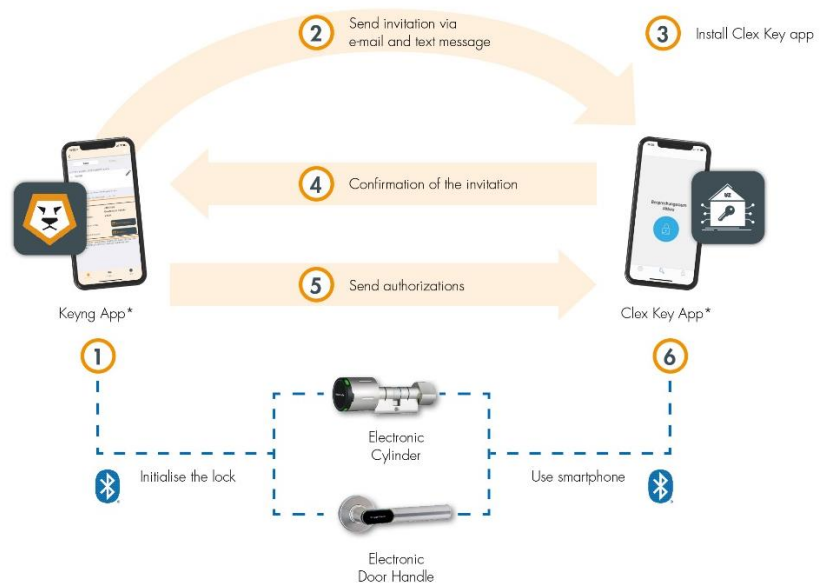 2
Send invitation via
e-mail and text message
3
Install Clex Key app
4
Confirmation of the invitation
5
Send authorizations
Keyng App*
Clex Key App*
1
6
Initialise the lock
Electronic
Cylinder
Use smartphone
Electronic
Door Handle